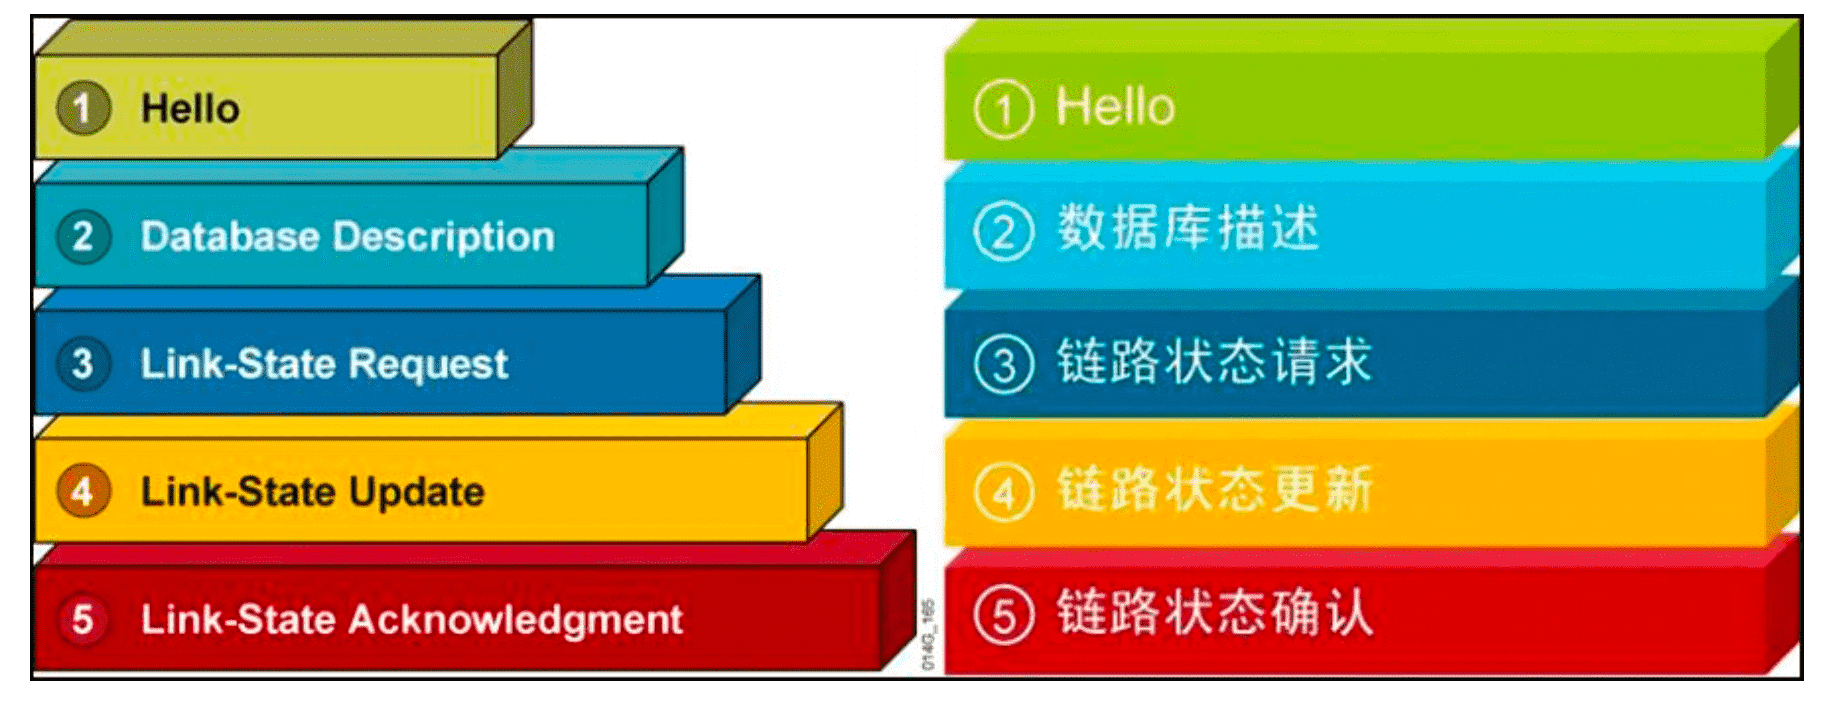 1 Hello
2 Database Description
3 Link-State Request
4 Link-State Update
5 Link-State Acknowledgment
014G_165
① Hello
② 数据库描述
③ 链路状态请求
④ 链路状态更新
⑤ 链路状态确认